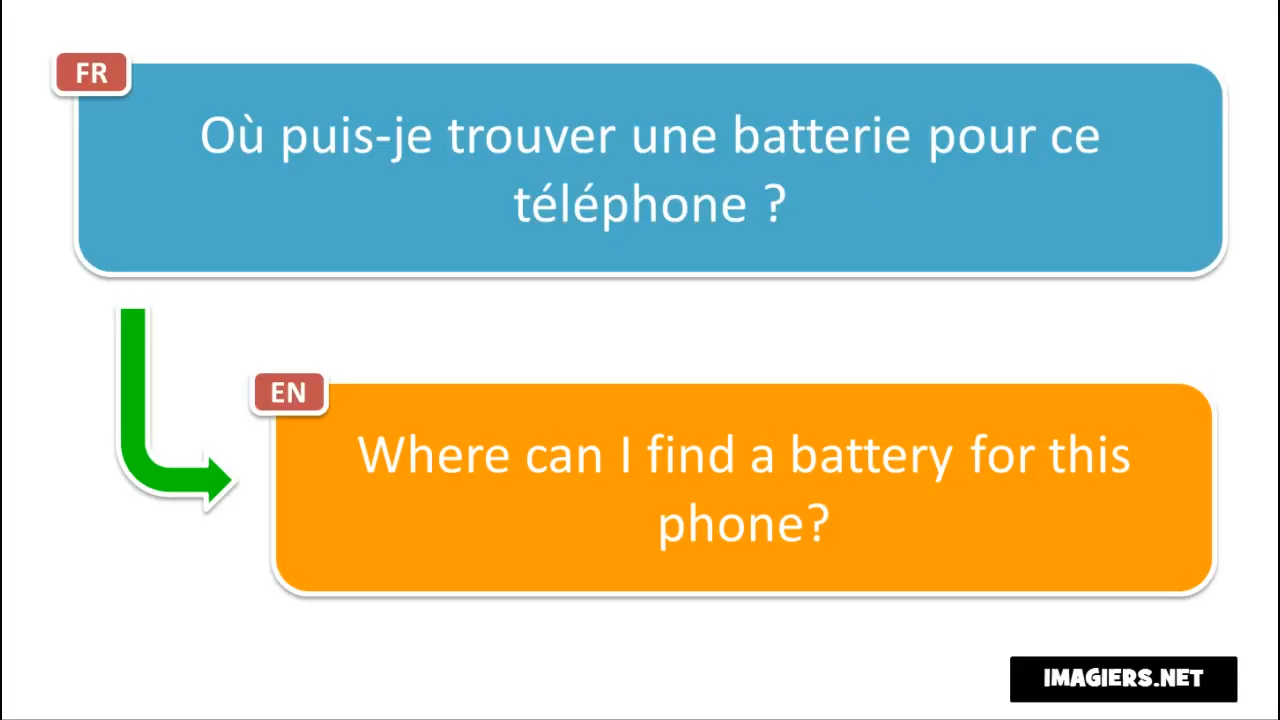 FR
Où puis-je trouver une batterie pour ce
téléphone ?
EN
Where can I find a battery for this
phone?
IMAGIERS.NET